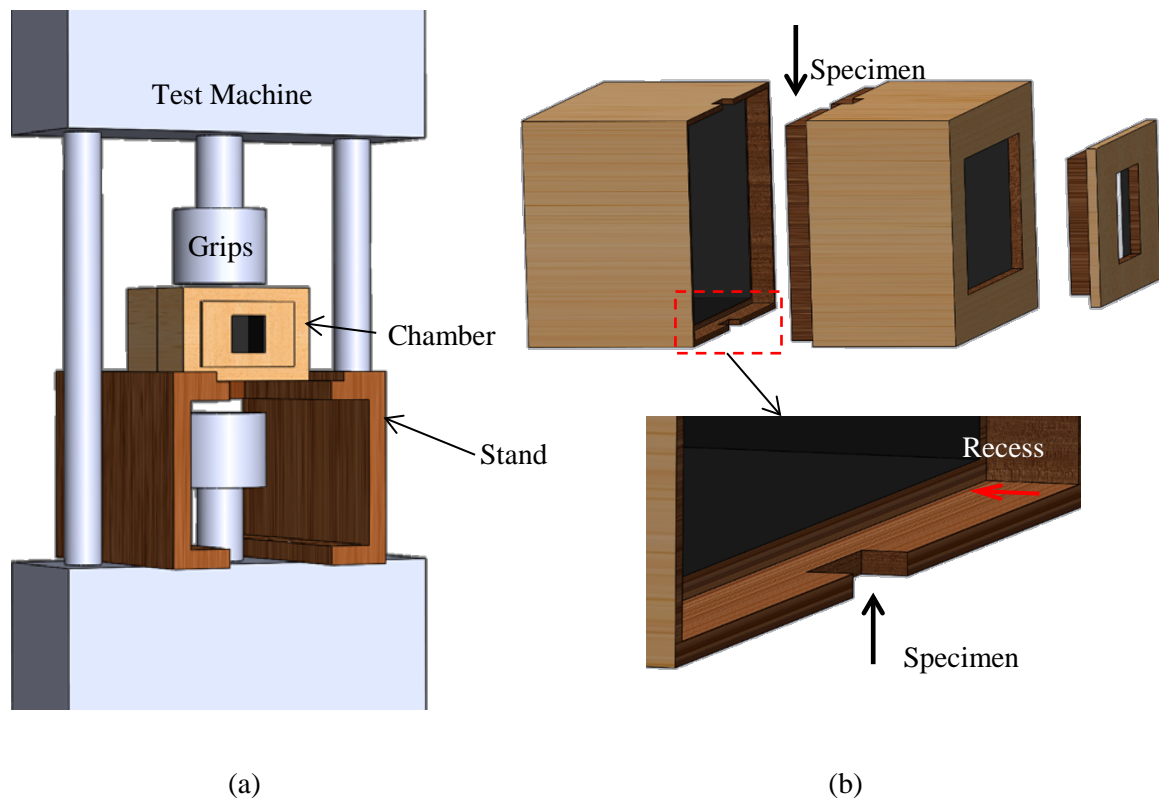 Test Machine
Grips
Chamber
Stand
(a)
Specimen
Recess
Specimen
(b)